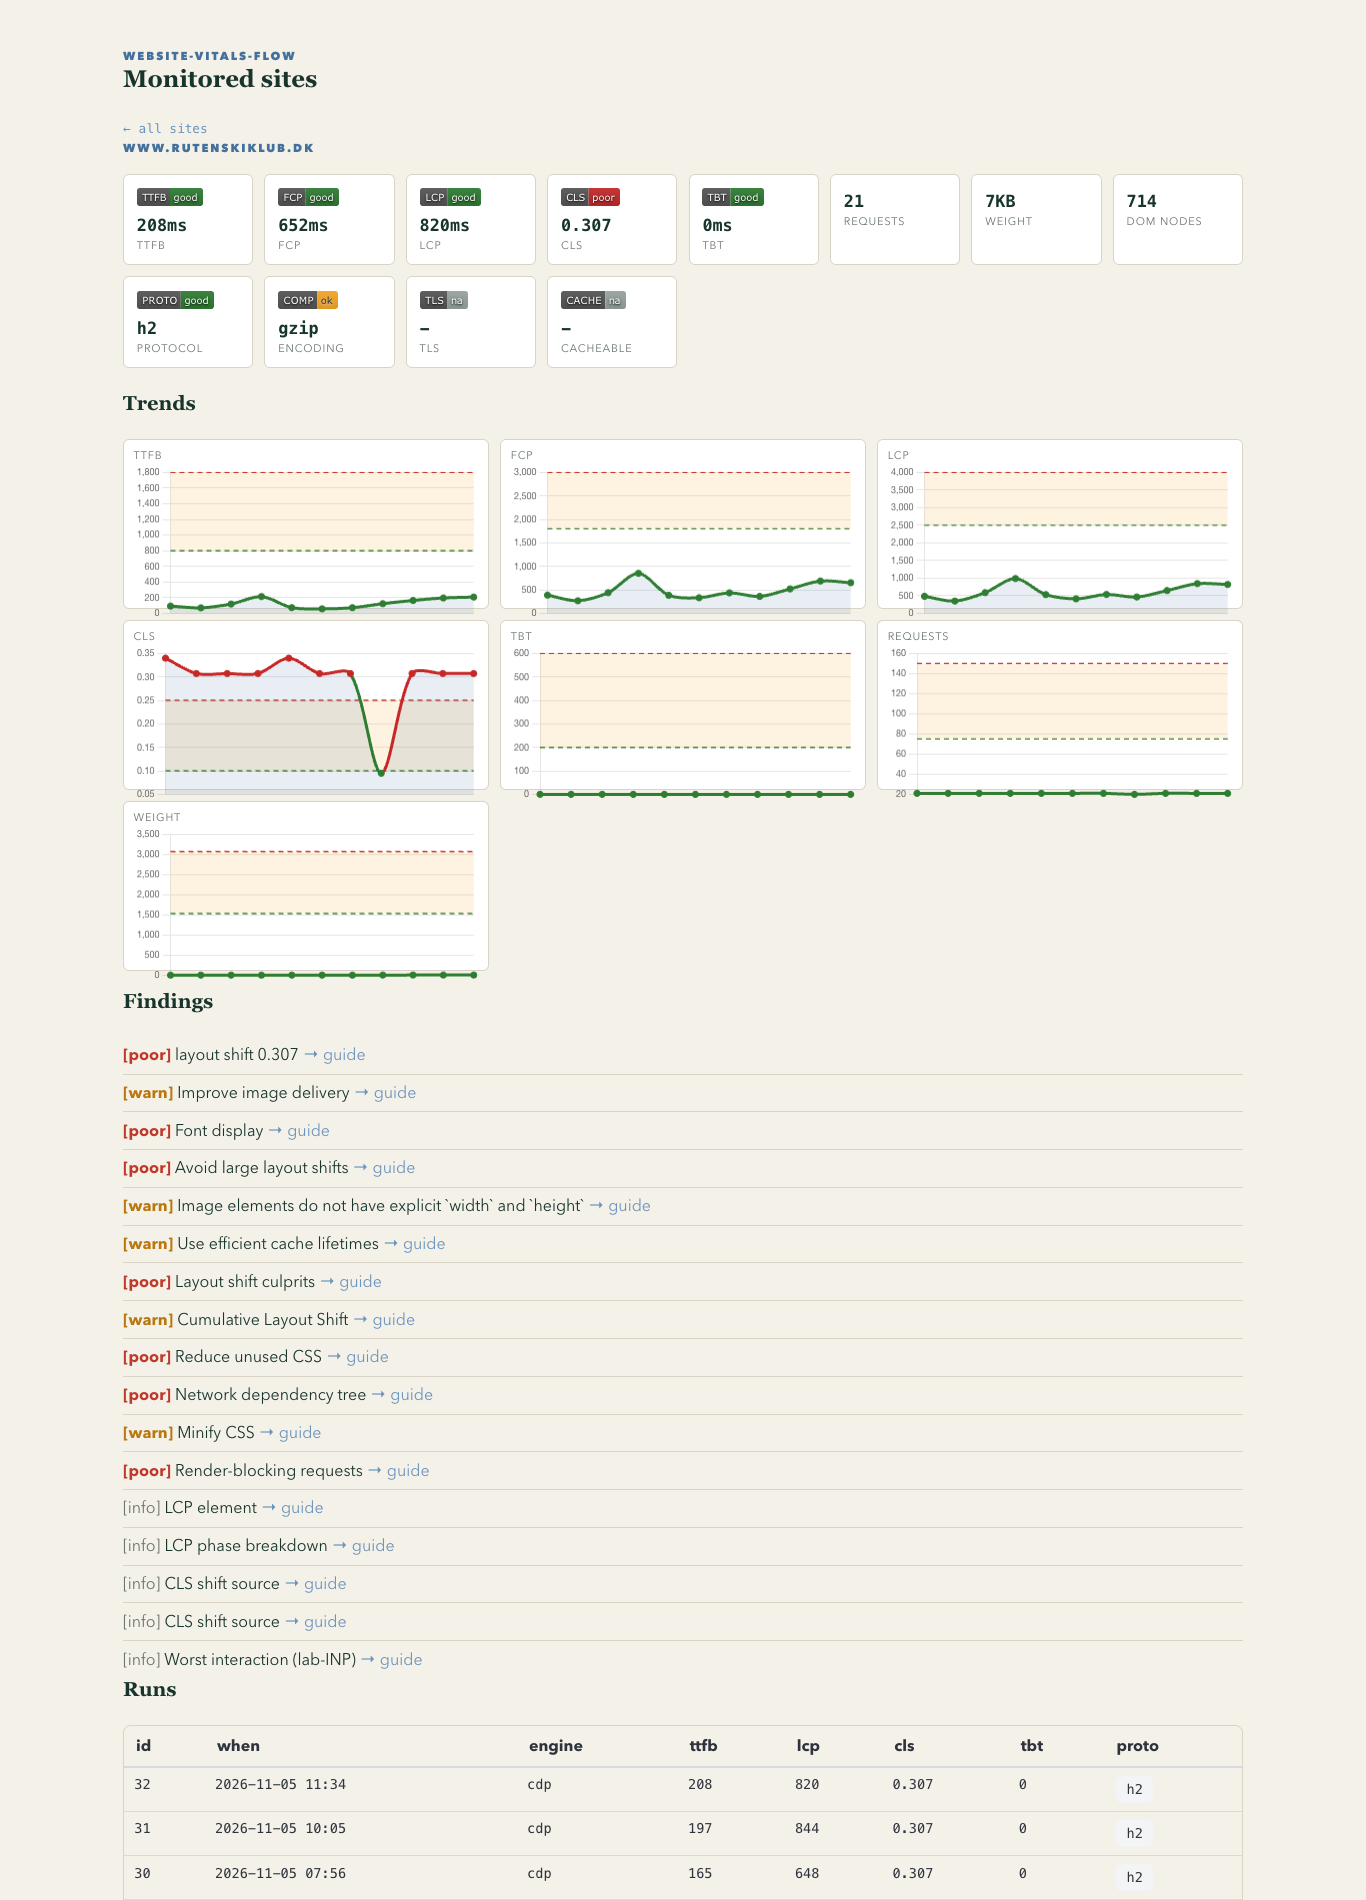 WEBSITE-VITALS-FLOW
Monitored sites
← all sites
WWW.RUTENSKIKLUB.DK
TTFB good
208ms
TTFB
FCP good
652ms
FCP
LCP good
820ms
LCP
CLS poor
0.307
CLS
TBT good
0ms
TBT
21
REQUESTS
7KB
WEIGHT
714
DOM NODES
PROTO good
h2
PROTOCOL
COMP ok
gzip
ENCODING
TLS na
–
TLS
CACHE na
–
CACHEABLE
Trends
TTFB
1,800
1,600
1,400
1,200
1,000
800
600
400
200
0
FCP
3,000
2,500
2,000
1,500
1,000
500
0
LCP
4,000
3,500
3,000
2,500
2,000
1,500
1,000
500
0
CLS
0.35
0.30
0.25
0.20
0.15
0.10
0.05
TBT
600
500
400
300
200
100
0
REQUESTS
160
140
120
100
80
60
40
20
WEIGHT
3,500
3,000
2,500
2,000
1,500
1,000
500
0
Findings
[poor] layout shift 0.307 → guide
[warn] Improve image delivery → guide
[poor] Font display → guide
[poor] Avoid large layout shifts → guide
[warn] Image elements do not have explicit `width` and `height` → guide
[warn] Use efficient cache lifetimes → guide
[poor] Layout shift culprits → guide
[warn] Cumulative Layout Shift → guide
[poor] Reduce unused CSS → guide
[poor] Network dependency tree → guide
[warn] Minify CSS → guide
[poor] Render-blocking requests → guide
[info] LCP element → guide
[info] LCP phase breakdown → guide
[info] CLS shift source → guide
[info] CLS shift source → guide
[info] Worst interaction (lab-INP) → guide
Runs
id when engine ttfb lcp cls tbt proto
32 2026-11-05 11:34 cdp 208 820 0.307 0 h2
31 2026-11-05 10:05 cdp 197 844 0.307 0 h2
30 2026-11-05 07:56 cdp 165 648 0.307 0 h2